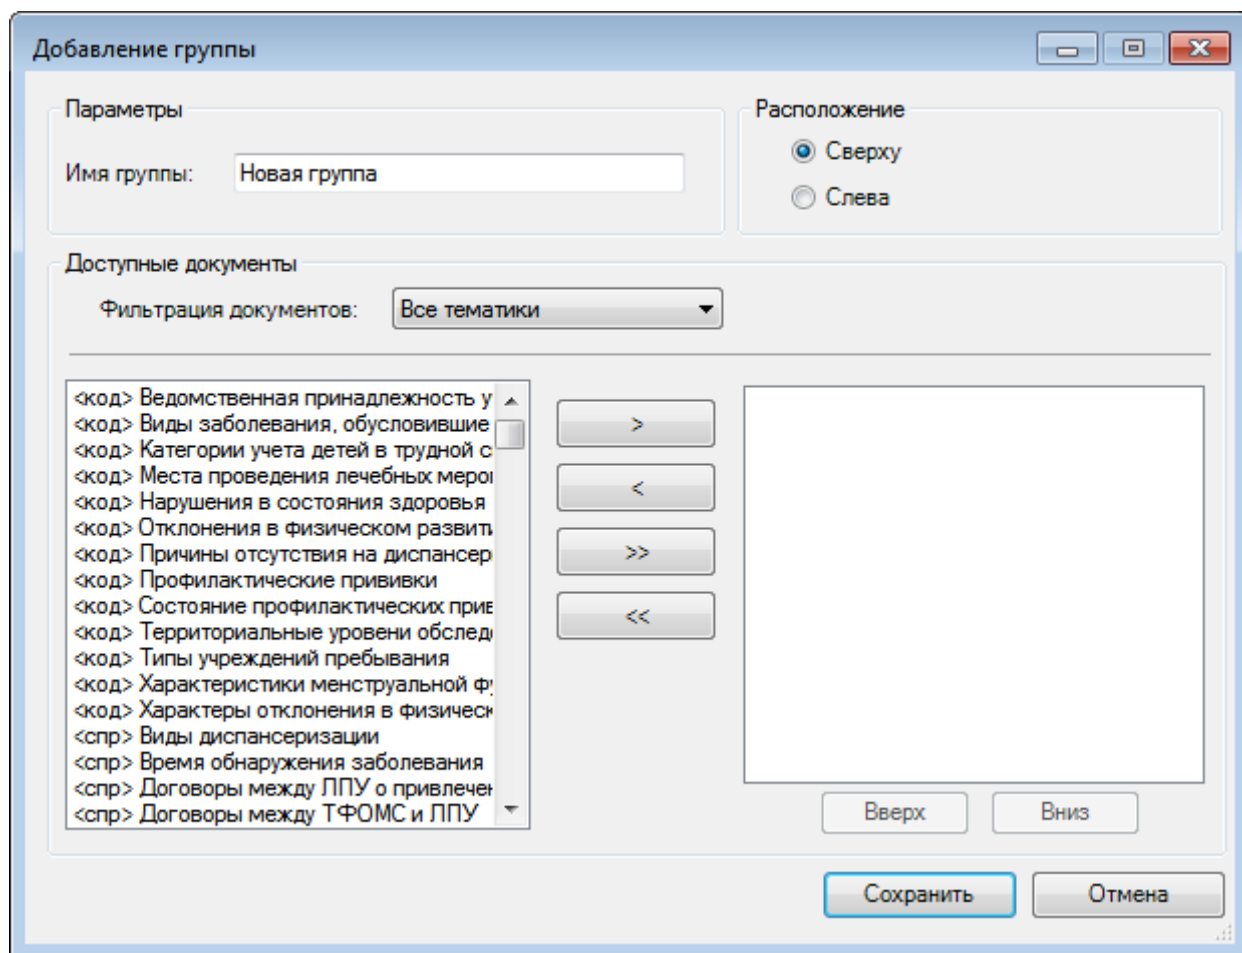 Добавление группы
Параметры
Расположение
Имя группы:
Новая группа
Сверху
Слева
Доступные документы
Фильтрация документов:
Все тематики
<код> Ведомственная принадлежность у
<код> Виды заболевания, обусловившие
<код> Категории учета детей в трудной с
<код> Места проведения лечебных меро
<код> Нарушения в состояния здоровья
<код> Отклонения в физическом развити
<код> Причины отсутствия на диспансер
<код> Профилактические прививки
<код> Состояние профилактических прив
<код> Территориальные уровени обслед
<код> Типы учреждений пребывания
<код> Характеристики менструальной фу
<код> Характеры отклонения в физическ
<спр> Виды диспансеризации
<спр> Время обнаружения заболевания
<спр> Договоры между ЛПУ о привлечен
<спр> Договоры между ТФОМС и ЛПУ
>
<
>>
<<
Вверх
Вниз
Сохранить
Отмена